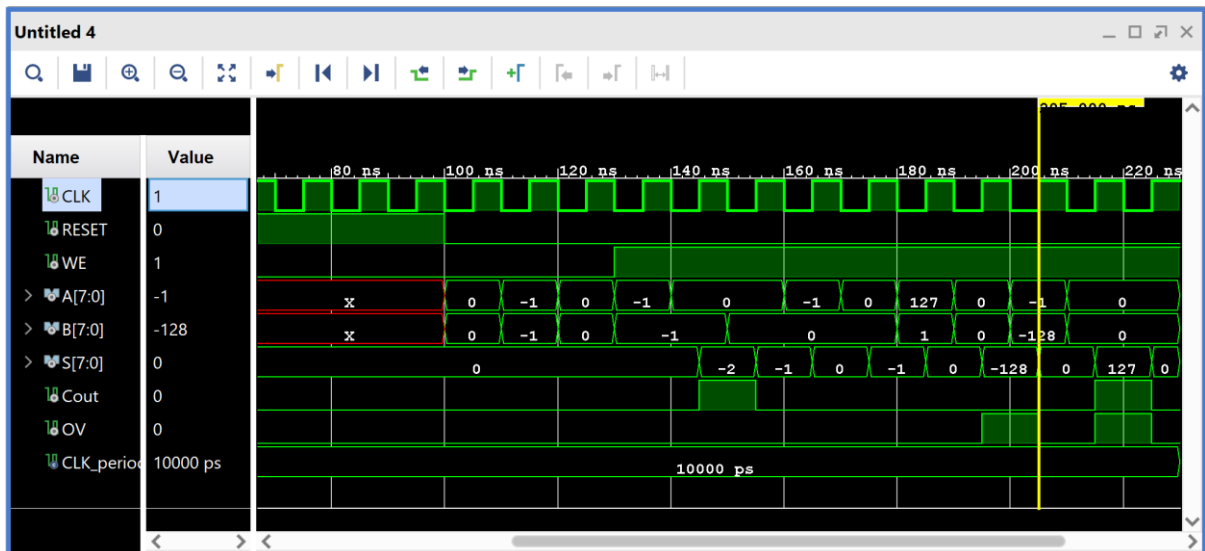 Untitled 4
Name Value
80 ns 100 ns 120 ns 140 ns 160 ns 180 ns 200 ns 220 ns
CLK 1
RESET 0
WE 1
A[7:0] -1 X 0 -1 0 -1 0 -1 0 127 0 -1 0
B[7:0] -128 X 0 -1 0 -1 0 1 0 -128 0
S[7:0] 0 0 -2 -1 0 -1 0 -128 0 127 0
Cout 0
OV 0
CLK_perioc 10000 ps 10000 ps